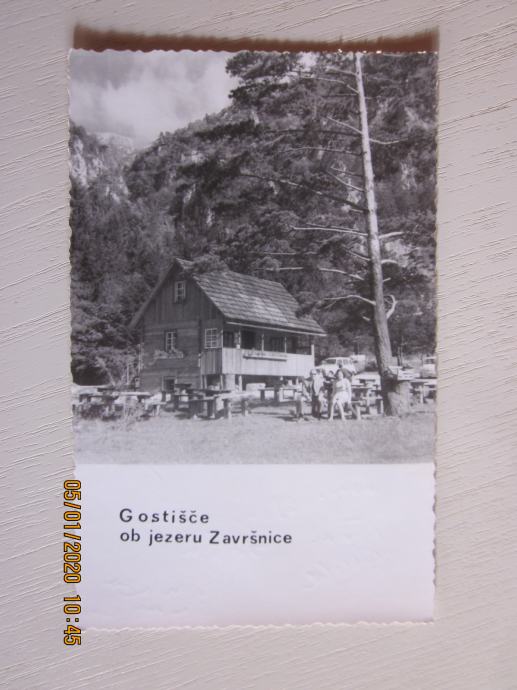 Gostišče
ob jezeru Završnice
05/01/2020 10:45